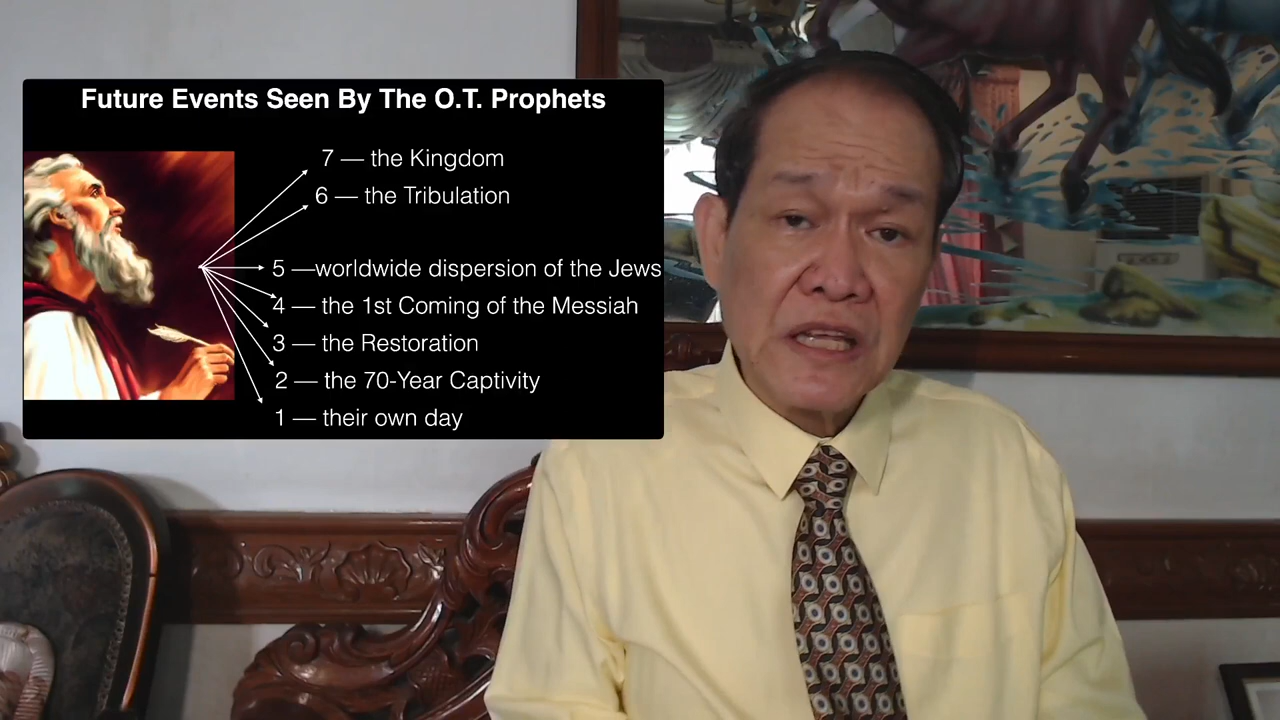 Future Events Seen By The O.T. Prophets
7 — the Kingdom
6 — the Tribulation
5 —worldwide dispersion of the Jews
4 — the 1st Coming of the Messiah
3 — the Restoration
2 — the 70-Year Captivity
1 — their own day